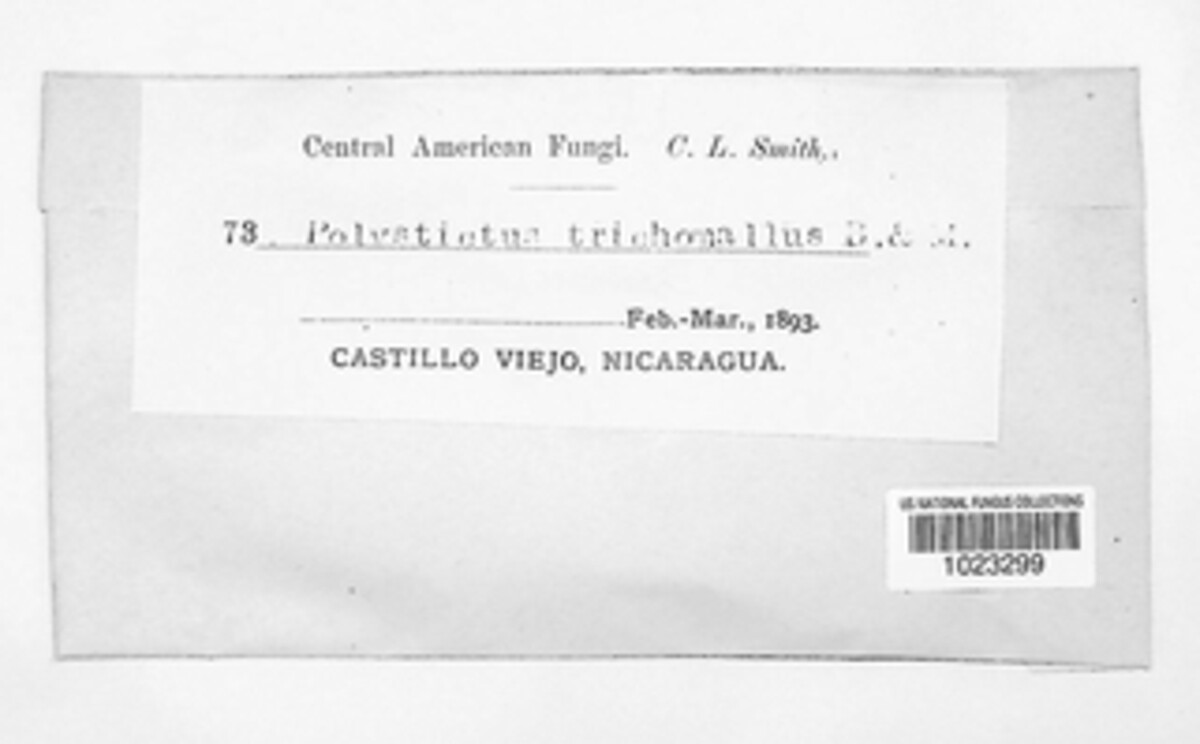 Central American Fungi. C. L. Smith,.
73. Polystictus trichomallus B.& M.
Feb.-Mar., 1893.
CASTILLO VIEJO, NICARAGUA.
US NATIONAL FUNGUS COLLECTIONS
1023299